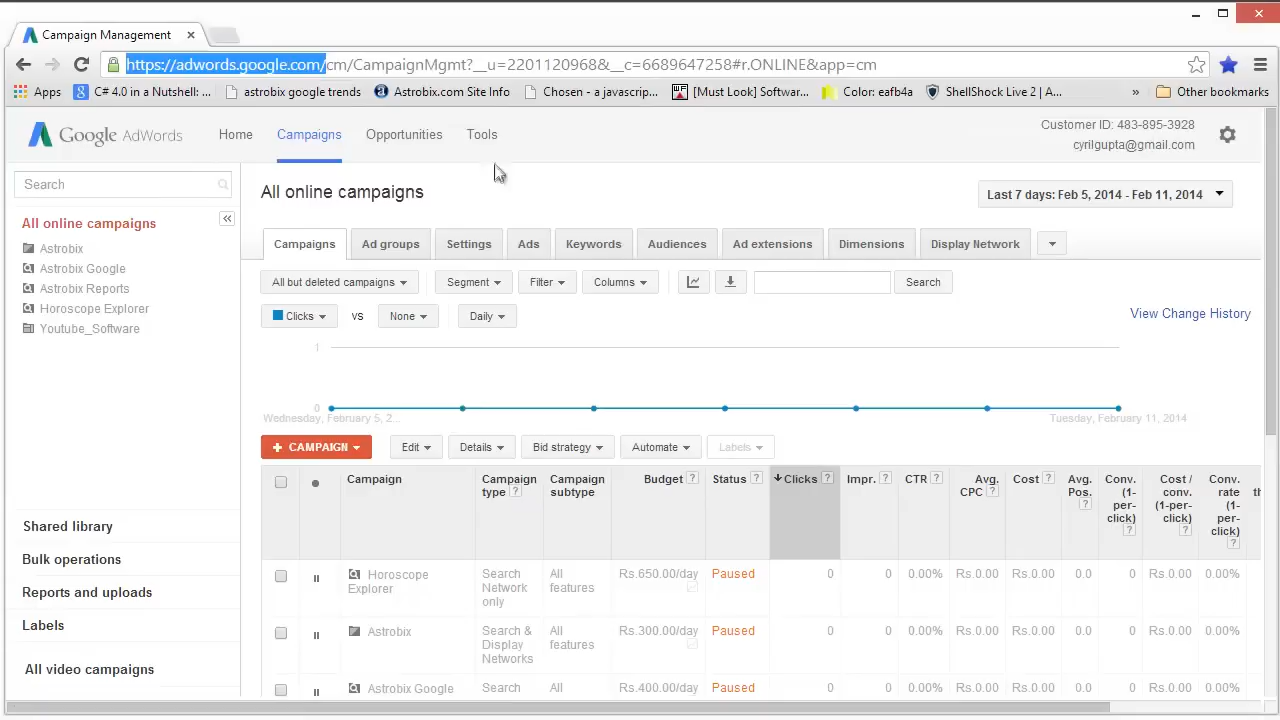 Campaign Management
https://adwords.google.com/cm/CampaignMgmt?__u=2201120968&__c=6689647258#r.ONLINE&app=cm
Apps C# 4.0 in a Nutshell: ... astrobix google trends Astrobix.com Site Info Chosen - a javascrip... [Must Look] Softwar... Color: eafb4a ShellShock Live 2 | A... » Other bookmarks
Google AdWords Home Campaigns Opportunities Tools
Customer ID: 483-895-3928
cyrilgupta@gmail.com
Search
All online campaigns
Astrobix
Astrobix Google
Astrobix Reports
Horoscope Explorer
Youtube_Software
Shared library
Bulk operations
Reports and uploads
Labels
All video campaigns
All online campaigns
Last 7 days: Feb 5, 2014 - Feb 11, 2014
Campaigns Ad groups Settings Ads Keywords Audiences Ad extensions Dimensions Display Network
All but deleted campaigns Segment Filter Columns Search
Clicks vs None Daily
View Change History
1
0
Wednesday, February 5, 2... Tuesday, February 11, 2014
+ CAMPAIGN Edit Details Bid strategy Automate Labels
Campaign Campaign type ? Campaign subtype Budget ? Status ? Clicks ? Impr. ? CTR ? Avg. CPC ? Cost ? Avg. Pos. ? Conv. (1-per-click) ? Cost / conv. (1-per-click) ? Conv. rate (1-per-click) ?
Horoscope Explorer Search Network only All features Rs.650.00/day Paused 0 0 0.00% Rs.0.00 Rs.0.00 0.0 0 Rs.0.00 0.00%
Astrobix Search & Display Networks All features Rs.300.00/day Paused 0 0 0.00% Rs.0.00 Rs.0.00 0.0 0 Rs.0.00 0.00%
Astrobix Google Search All Rs.400.00/day Paused 0 0 0.00% Rs.0.00 Rs.0.00 0.0 0 Rs.0.00 0.00%